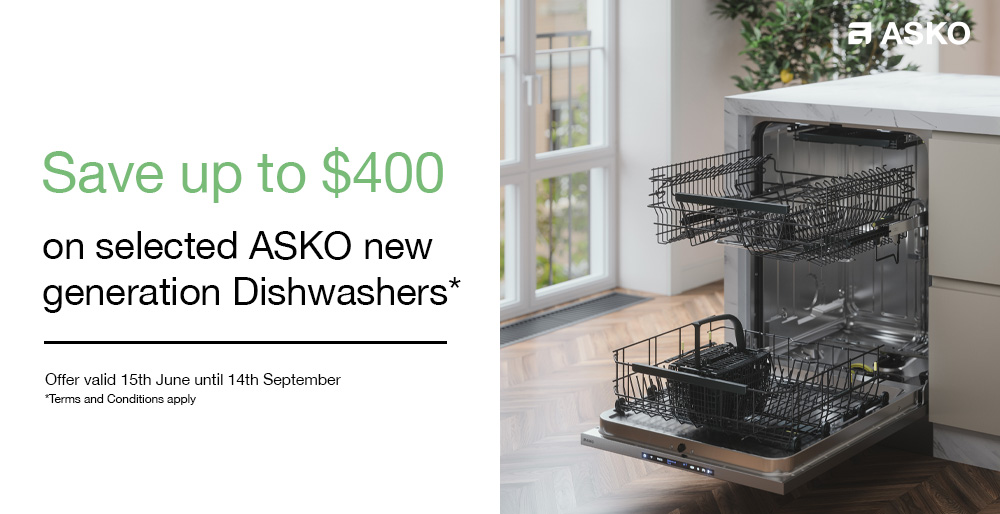 Save up to $400
on selected ASKO new
generation Dishwashers*
Offer valid 15th June until 14th September
*Terms and Conditions apply
ASKO